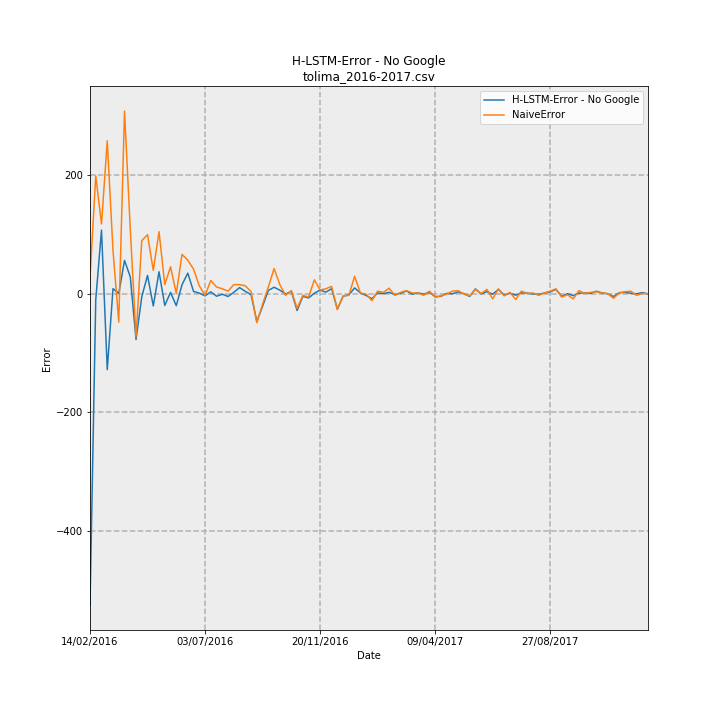 H-LSTM-Error - No Google
tolima_2016-2017.csv
H-LSTM-Error - No Google
NaiveError
200
0
−200
−400
Error
14/02/2016
03/07/2016
20/11/2016
09/04/2017
27/08/2017
Date